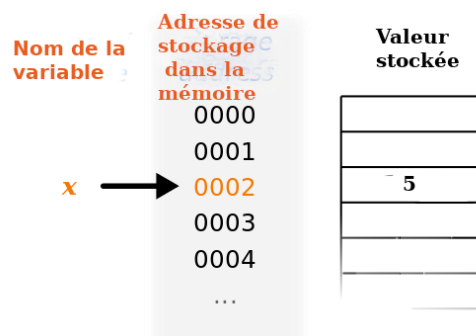 Nom de la
variable
Adresse de
stockage
dans la
mémoire
Valeur
stockée
0000
0001
x
0002
5
0003
0004
...